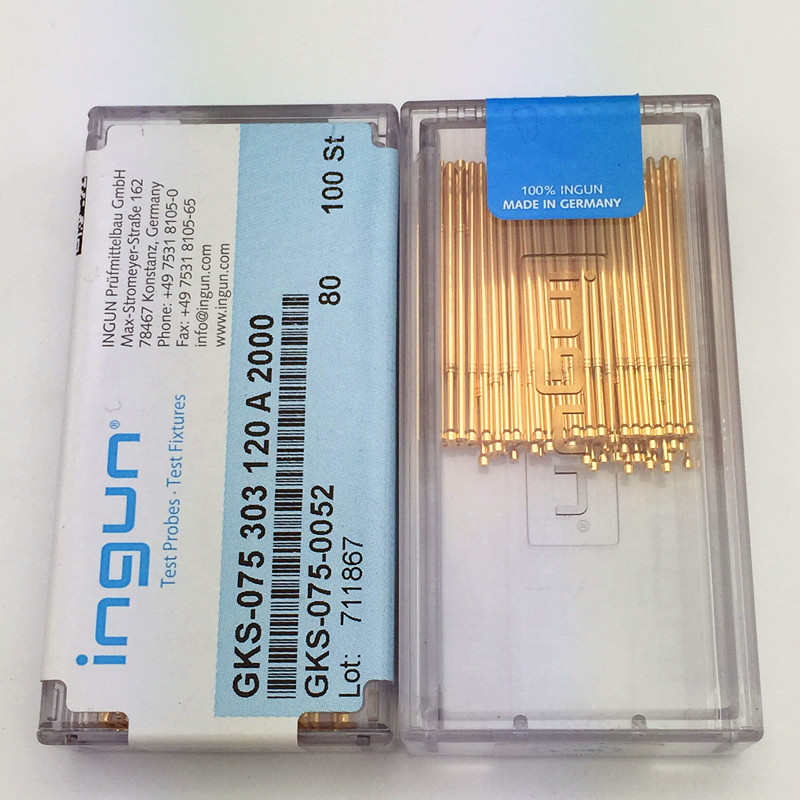 ingun®
Test Probes · Test Fixtures
INGUN Prüfmittelbau GmbH
Max-Stromeyer-Straße 162
78467 Konstanz, Germany
Phone: +49 7531 8105-0
Fax: +49 7531 8105-65
info@ingun.com
www.ingun.com
GKS-075 303 120 A 2000
GKS-075-0052 80 100 St
Lot: 711867
100% INGUN
MADE IN GERMANY
ingun®